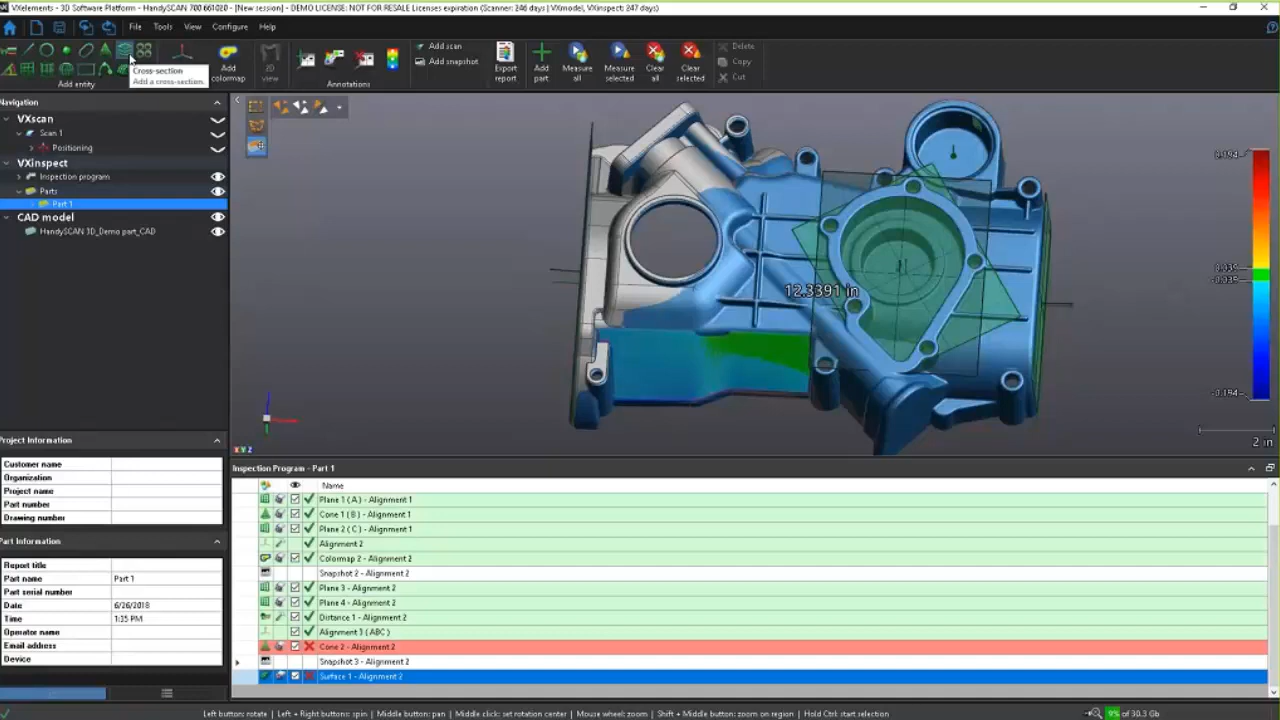 VXelements - 3D Software Platform - HandySCAN 700.661020 - [New session] - DEMO LICENSE: NOT FOR RESALE Licenses expiration (Scanner: 246 days (VXmodel, VXinspect: 247 days)
File Tools View Configure Help
Add entity
Cross-section
Add a cross-section.
Add colormap
2D view
Annotations
Add scan
Add snapshot
Export report
Add part
Measure all
Measure selected
Clear all
Clear selected
Delete
Copy
Cut
Navigation
VXscan
Scan 1
Positioning
VXinspect
Inspection program
Parts
Part 1
CAD model
HandySCAN 3D_Demo part_CAD
12.3391 in
0.194
0.039
-0.039
-0.194
2 in
X Y Z
Project Information
Customer name
Organization
Project name
Part number
Drawing number
Part Information
Report title
Part name Part 1
Part serial number
Date 6/26/2018
Time 1:35 PM
Operator name
Email address
Device
Inspection Program - Part 1
Name
Plane 1 ( A ) - Alignment 1
Cone 1 ( B ) - Alignment 1
Plane 2 ( C ) - Alignment 1
Alignment 2
Colormap 2 - Alignment 2
Snapshot 2 - Alignment 2
Plane 3 - Alignment 2
Plane 4 - Alignment 2
Distance 1 - Alignment 2
Alignment 3 ( ABC )
Cone 2 - Alignment 2
Snapshot 3 - Alignment 2
Surface 1 - Alignment 2
Left button: rotate | Left + Right buttons: spin | Middle button: pan | Middle click: set rotation center | Mouse wheel: zoom | Shift + Middle button: zoom on region | Hold Ctrl: start selection
9% of 30.3 Gb